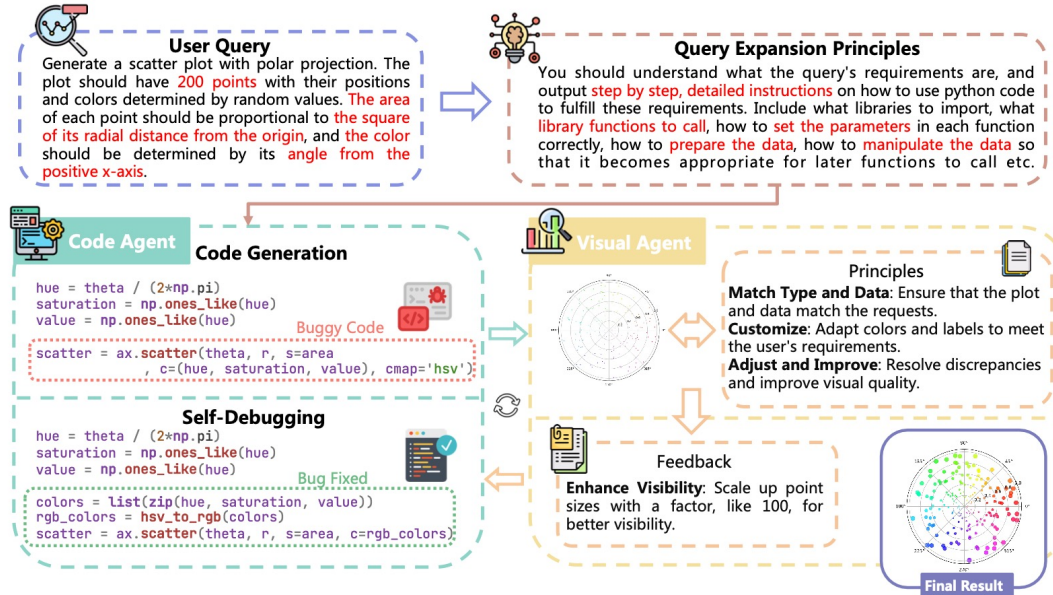 User Query
Generate a scatter plot with polar projection. The
plot should have 200 points with their positions
and colors determined by random values. The area
of each point should be proportional to the square
of its radial distance from the origin, and the color
should be determined by its angle from the
positive x-axis.
Query Expansion Principles
You should understand what the query's requirements are, and
output step by step, detailed instructions on how to use python code
to fulfill these requirements. Include what libraries to import, what
library functions to call, how to set the parameters in each function
correctly, how to prepare the data, how to manipulate the data so
that it becomes appropriate for later functions to call etc.
Code Agent
Code Generation
hue = theta / (2*np.pi)
saturation = np.ones_like(hue)
value = np.ones_like(hue)
Buggy Code
scatter = ax.scatter(theta, r, s=area
, c=(hue, saturation, value), cmap='hsv')
Self-Debugging
hue = theta / (2*np.pi)
saturation = np.ones_like(hue)
value = np.ones_like(hue)
Bug Fixed
colors = list(zip(hue, saturation, value))
rgb_colors = hsv_to_rgb(colors)
scatter = ax.scatter(theta, r, s=area, c=rgb_colors)
Visual Agent
Principles
Match Type and Data: Ensure that the plot
and data match the requests.
Customize: Adapt colors and labels to meet
the user's requirements.
Adjust and Improve: Resolve discrepancies
and improve visual quality.
Feedback
Enhance Visibility: Scale up point
sizes with a factor, like 100, for
better visibility.
90°
135°
45°
180°
0°
225°
315°
270°
Final Result